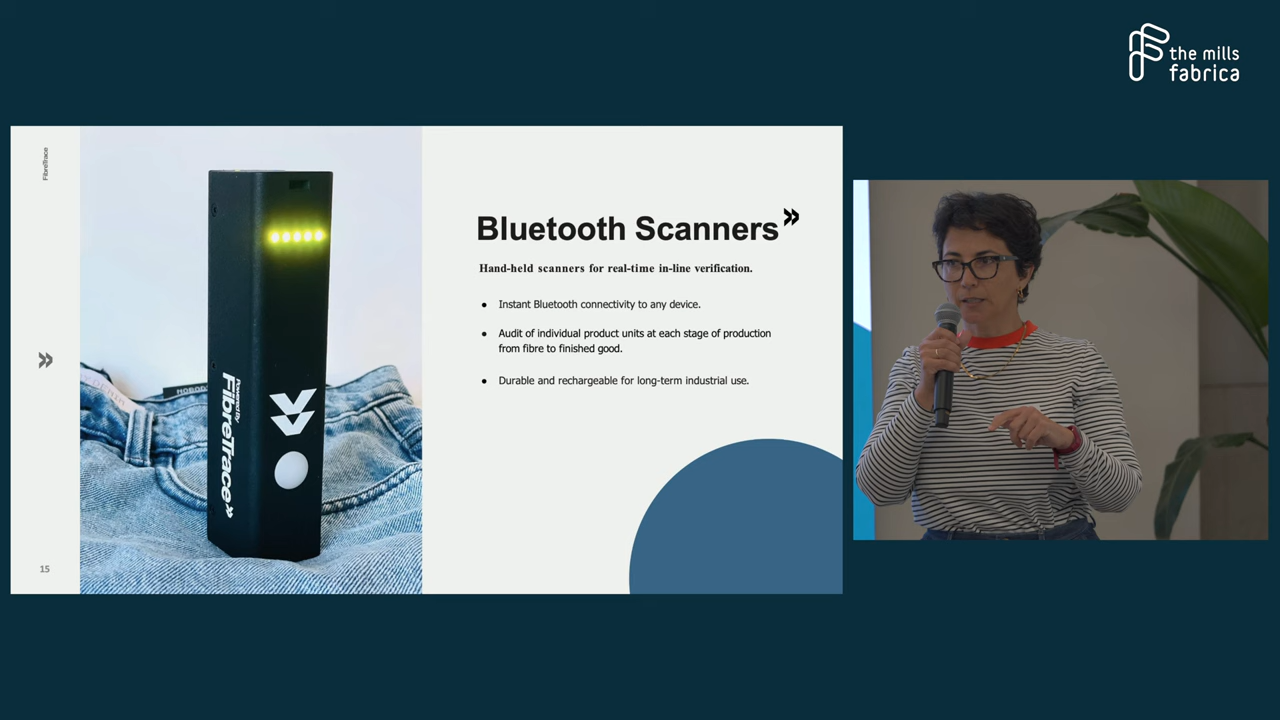 the mills
fabrica
FibreTrace
Bluetooth Scanners»
Hand-held scanners for real-time in-line verification.
● Instant Bluetooth connectivity to any device.
● Audit of individual product units at each stage of production
from fibre to finished good.
● Durable and rechargeable for long-term industrial use.
Powered by
FibreTrace
»
15